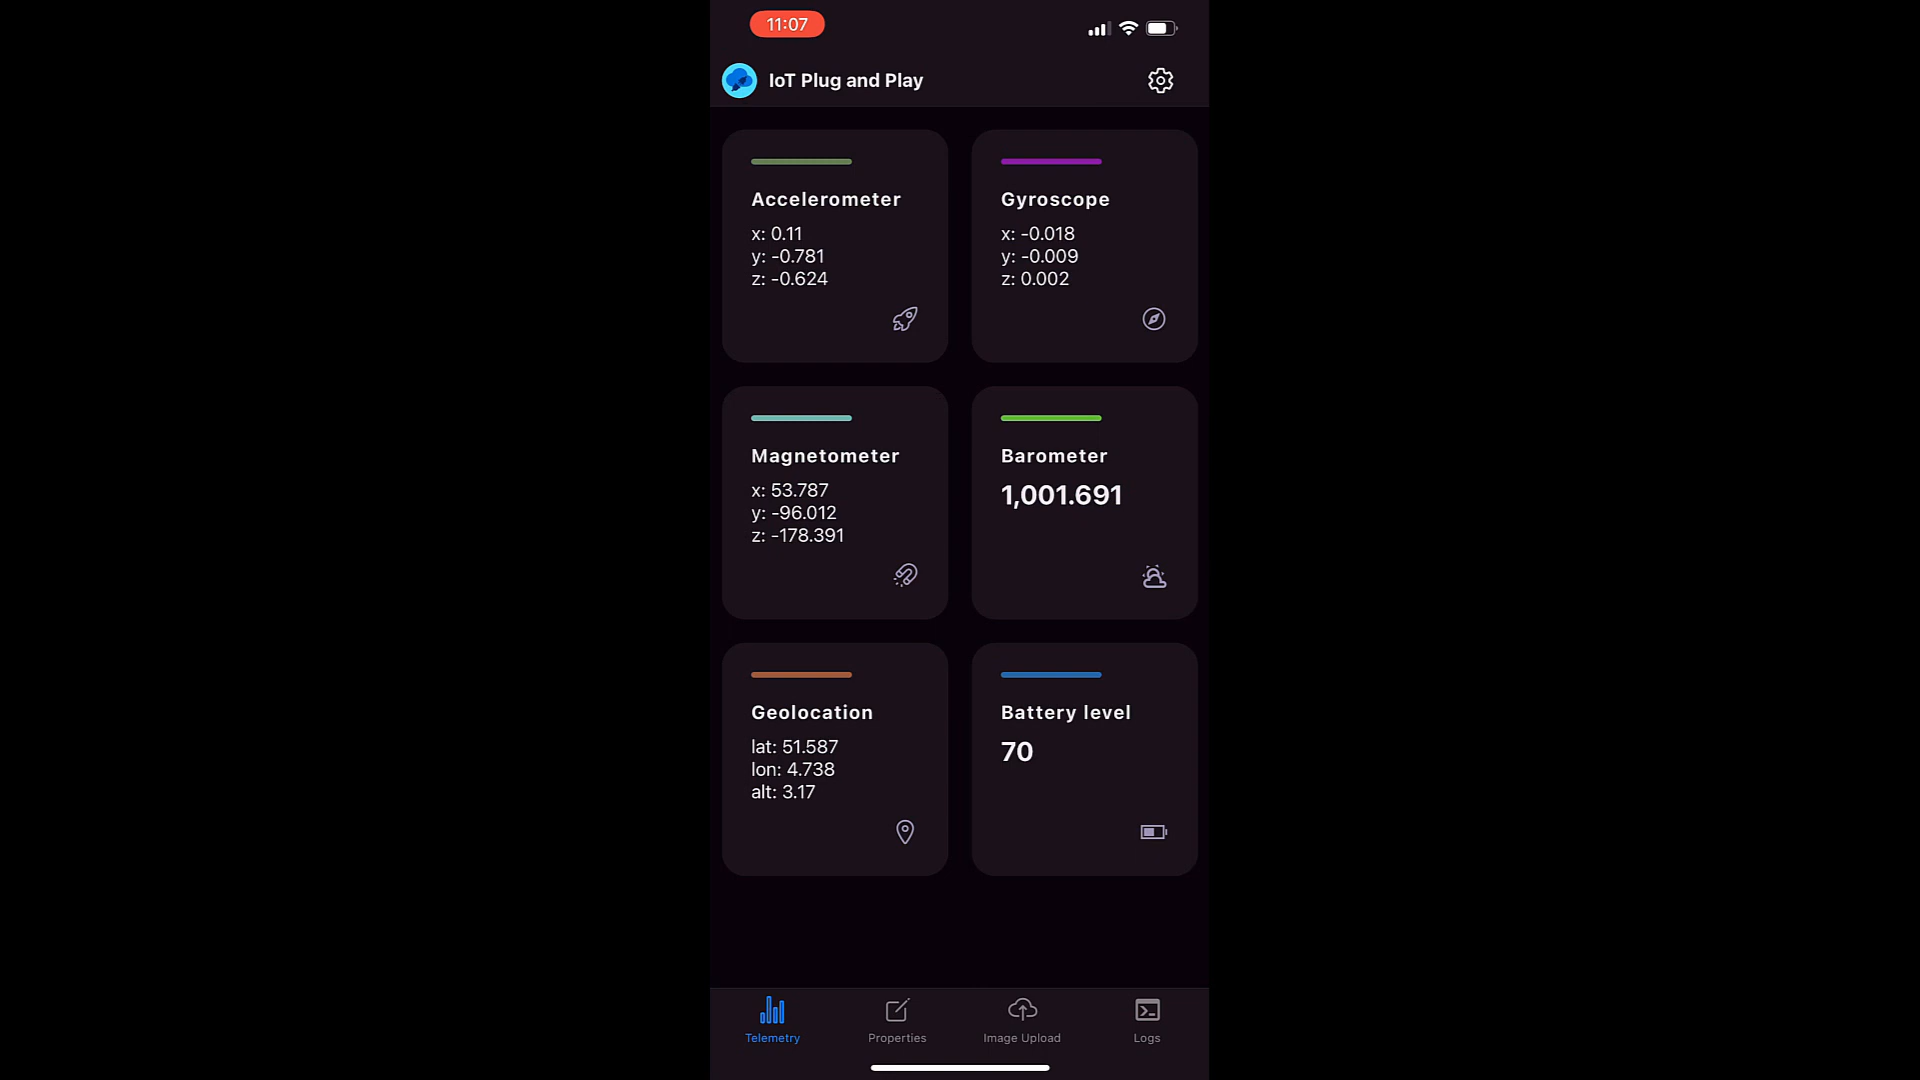 11:07
IoT Plug and Play
Accelerometer
x: 0.11
y: -0.781
z: -0.624
Gyroscope
x: -0.018
y: -0.009
z: 0.002
Magnetometer
x: 53.787
y: -96.012
z: -178.391
Barometer
1,001.691
Geolocation
lat: 51.587
lon: 4.738
alt: 3.17
Battery level
70
Telemetry
Properties
Image Upload
Logs